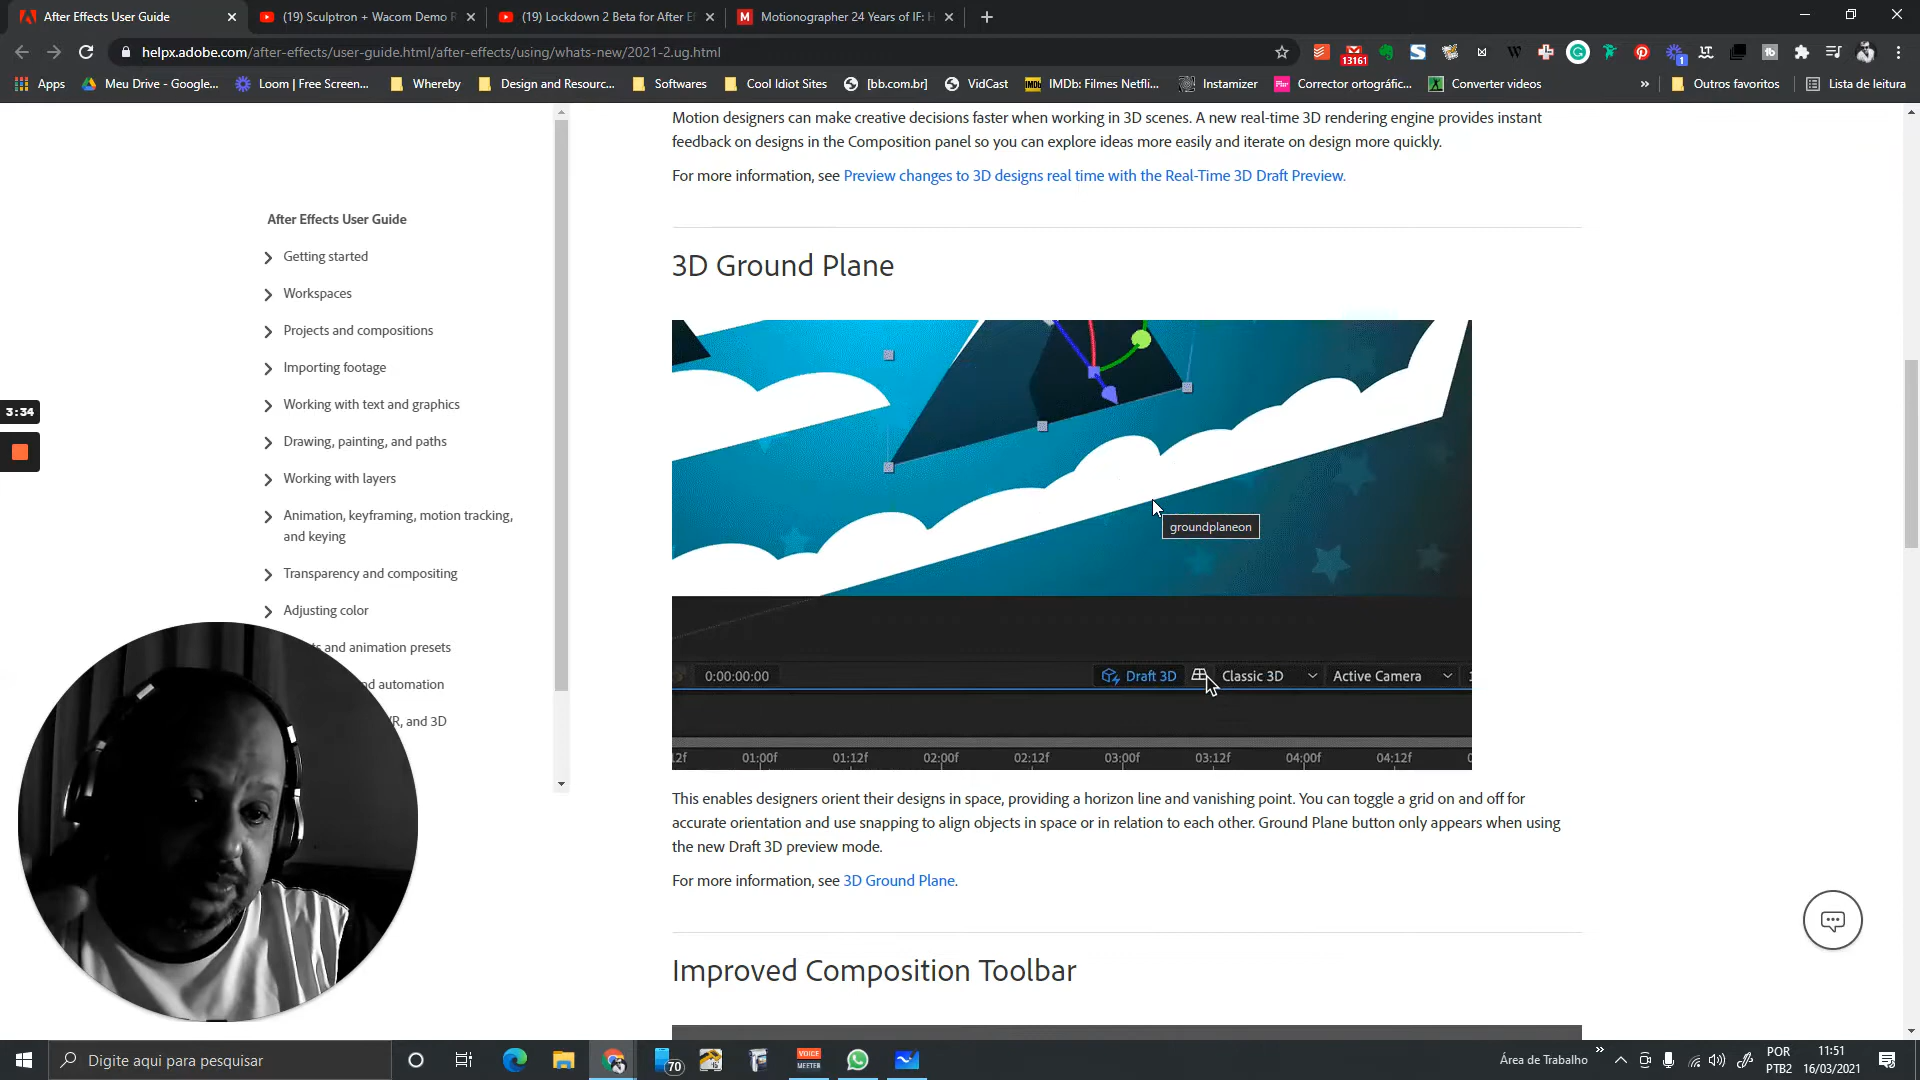 After Effects User Guide
(19) Sculptron + Wacom Demo R
(19) Lockdown 2 Beta for After Ef
Motionographer 24 Years of IF: H
helpx.adobe.com/after-effects/user-guide.html/after-effects/using/whats-new/2021-2.ug.html
13161
1
Apps
Meu Drive - Google...
Loom | Free Screen...
Whereby
Design and Resourc...
Softwares
Cool Idiot Sites
[bb.com.br]
VidCast
IMDb: Filmes Netfli...
Instamizer
Corrector ortográfic...
Converter videos
»
Outros favoritos
Lista de leitura
Motion designers can make creative decisions faster when working in 3D scenes. A new real-time 3D rendering engine provides instant
feedback on designs in the Composition panel so you can explore ideas more easily and iterate on design more quickly.
For more information, see Preview changes to 3D designs real time with the Real-Time 3D Draft Preview.
After Effects User Guide
Getting started
Workspaces
Projects and compositions
Importing footage
Working with text and graphics
Drawing, painting, and paths
Working with layers
Animation, keyframing, motion tracking,
and keying
Transparency and compositing
Adjusting color
and animation presets
automation
and 3D
3:34
3D Ground Plane
groundplaneon
0:00:00:00
Draft 3D
Classic 3D
Active Camera
12f
01:00f
01:12f
02:00f
02:12f
03:00f
03:12f
04:00f
04:12f
This enables designers orient their designs in space, providing a horizon line and vanishing point. You can toggle a grid on and off for
accurate orientation and use snapping to align objects in space or in relation to each other. Ground Plane button only appears when using
the new Draft 3D preview mode.
For more information, see 3D Ground Plane.
Improved Composition Toolbar
Digite aqui para pesquisar
70
VOICE
MEETER
Área de Trabalho
»
POR
PTB2
11:51
16/03/2021